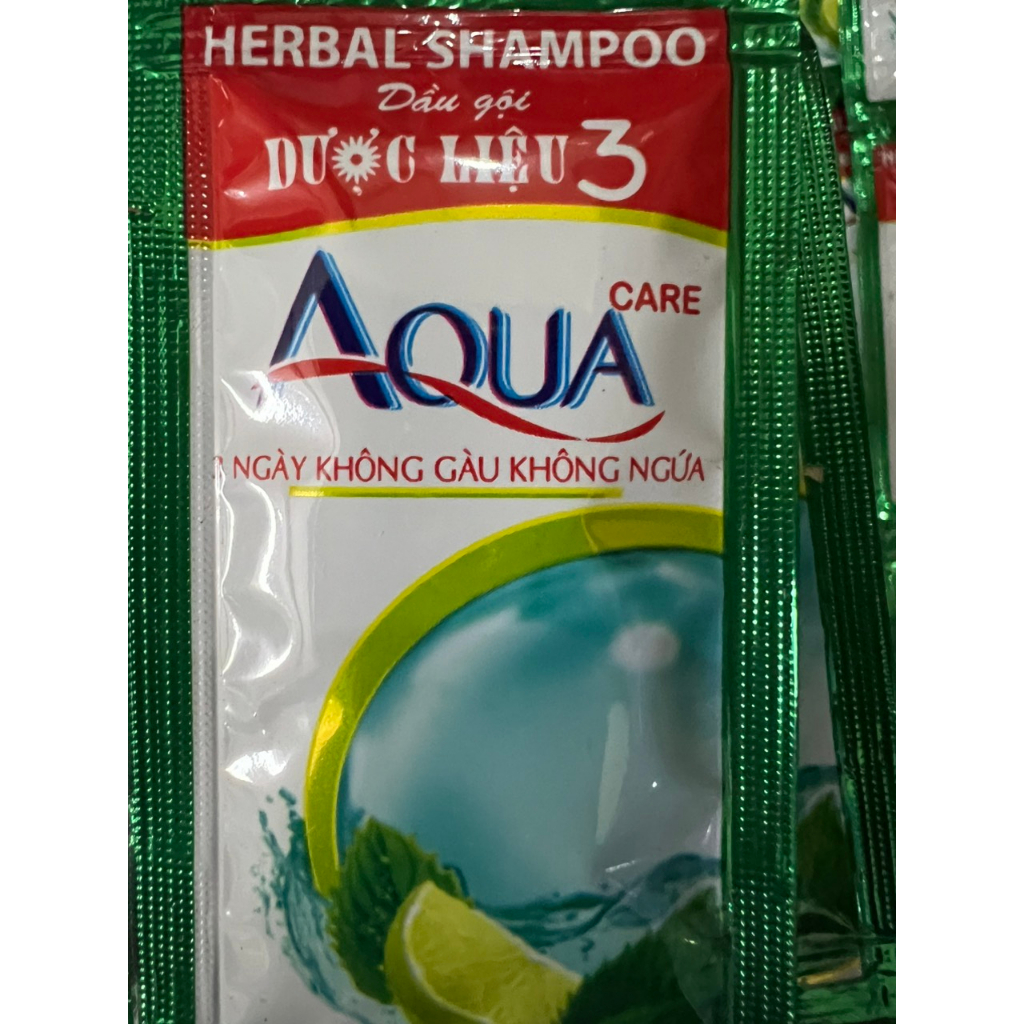 HERBAL SHAMPOO
Dầu gội
DƯỢC LIỆU 3
AQUA CARE
NGÀY KHÔNG GÀU KHÔNG NGỨA